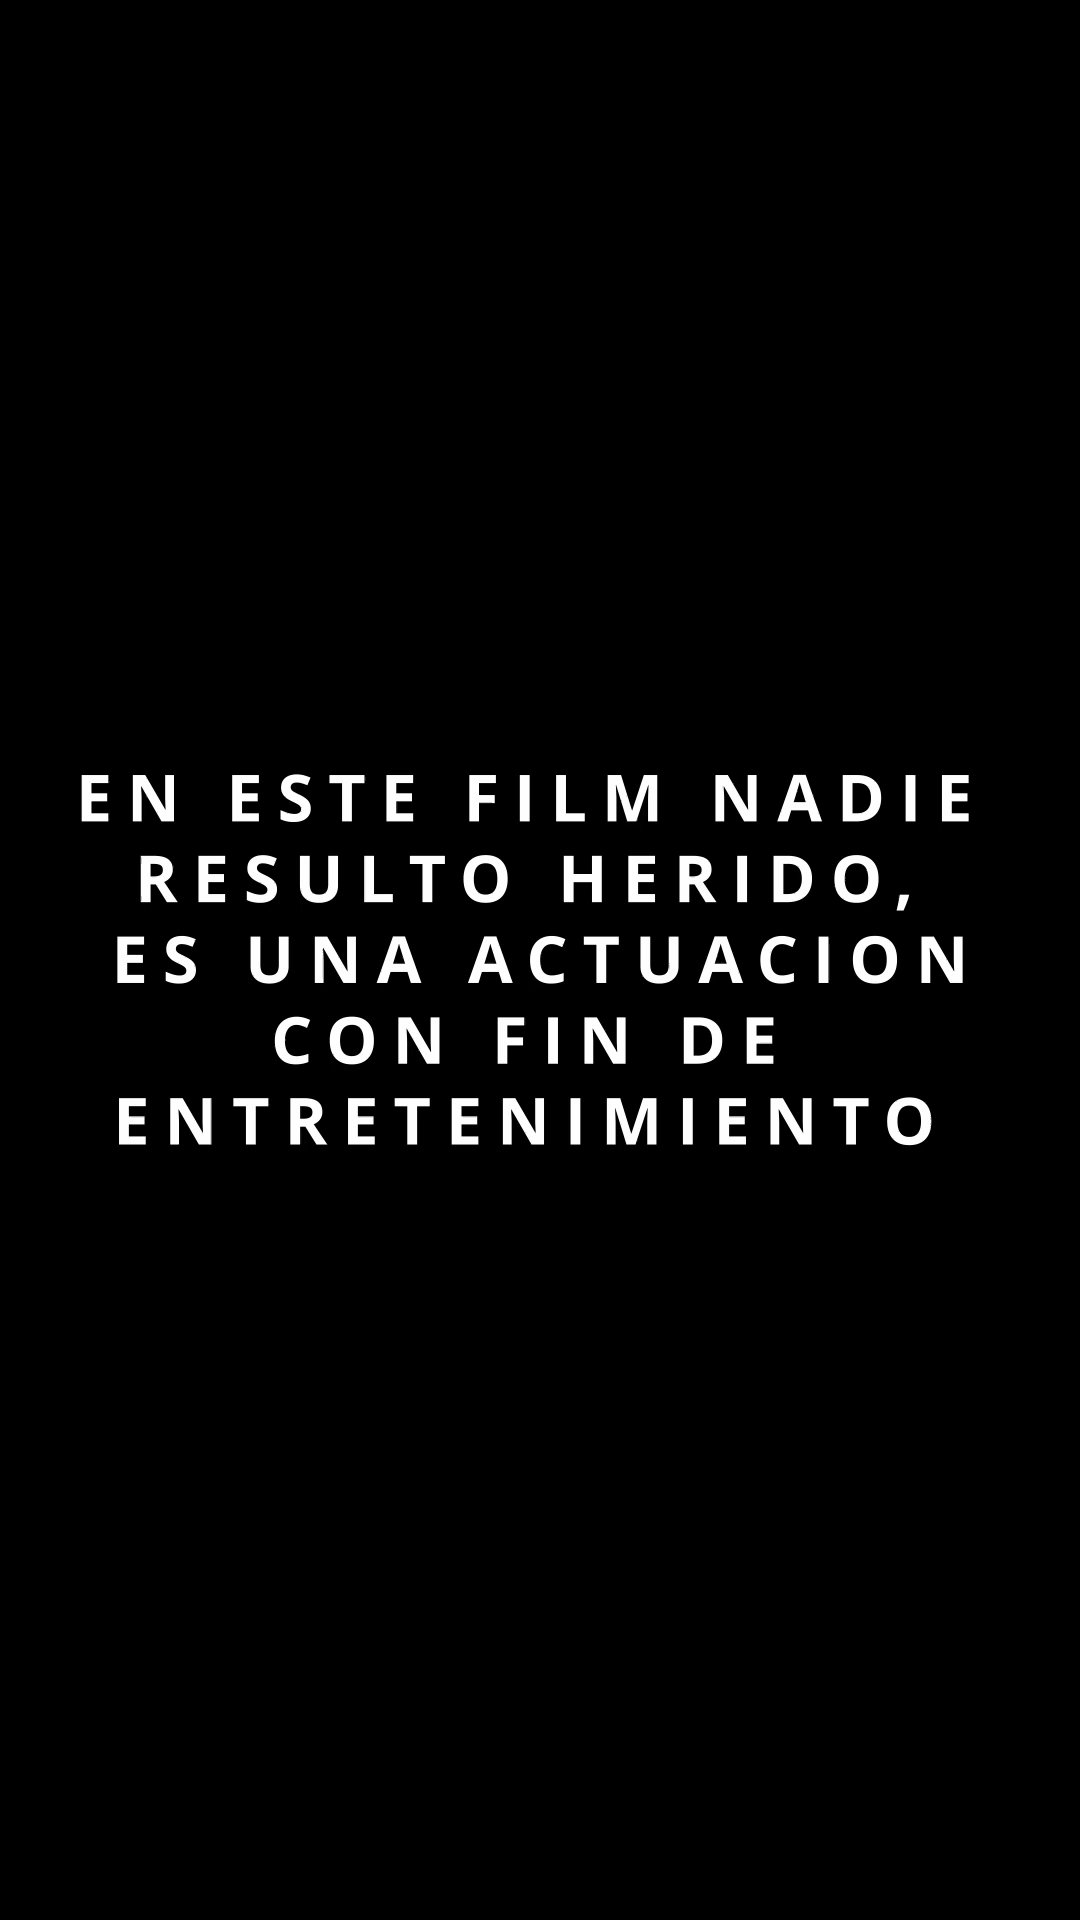 EN ESTE FILM NADIE
RESULTO HERIDO,
ES UNA ACTUACION
CON FIN DE
ENTRETENIMIENTO